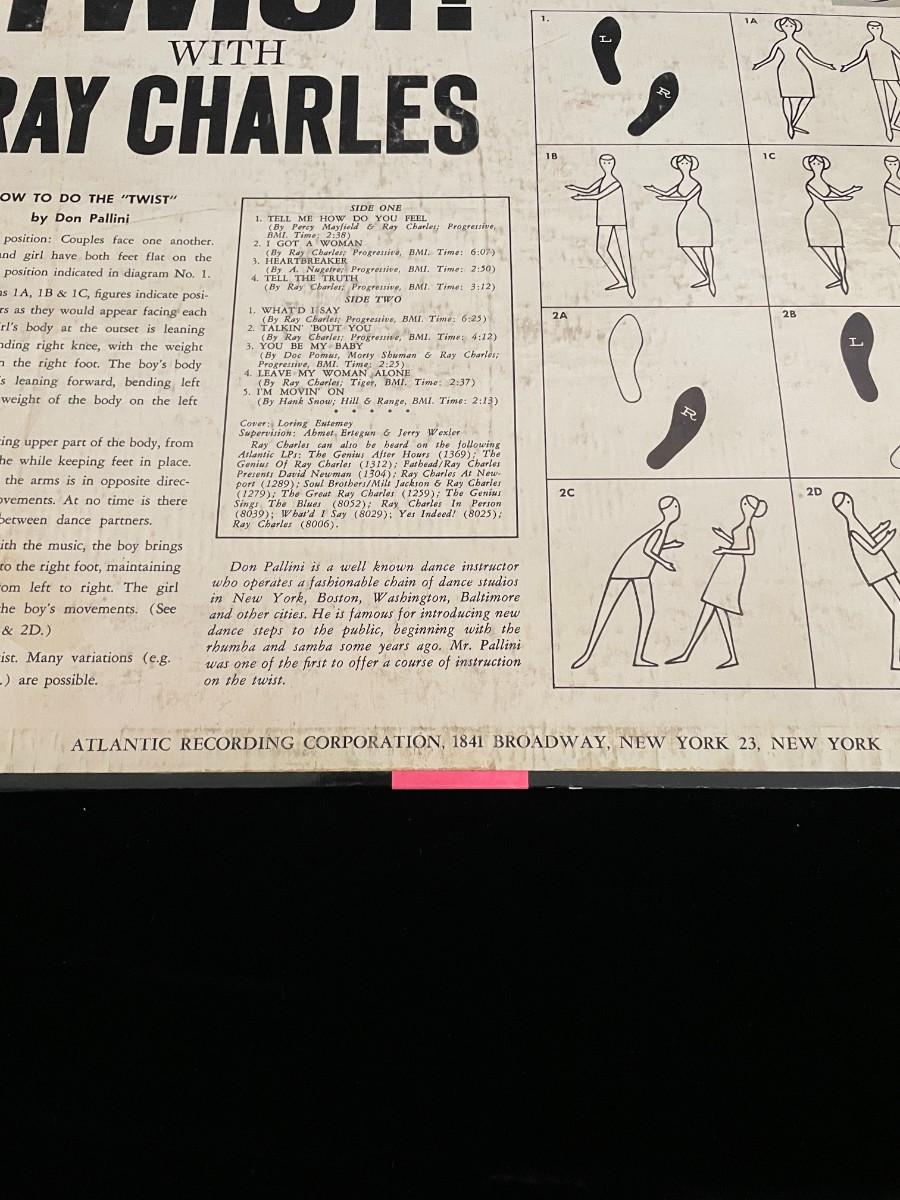 TWIST!
WITH
RAY CHARLES
OW TO DO THE "TWIST"
by Don Pallini
position: Couples face one another.
nd girl have both feet flat on the
position indicated in diagram No. 1.
ns 1A, 1B & 1C, figures indicate posi-
rs as they would appear facing each
rl's body at the outset is leaning
nding right knee, with the weight
n the right foot. The boy's body
s leaning forward, bending left
weight of the body on the left
ing upper part of the body, from
he while keeping feet in place.
the arms is in opposite direc-
ovements. At no time is there
between dance partners.
ith the music, the boy brings
to the right foot, maintaining
om left to right. The girl
the boy's movements. (See
& 2D.)
ist. Many variations (e.g.
.) are possible.
SIDE ONE
1. TELL ME HOW DO YOU FEEL
(By Percy Mayfield & Ray Charles; Progressive,
BMI. Time: 2:38)
2. I GOT A WOMAN
(By Ray Charles; Progressive, BMI. Time: 6:07)
3. HEARTBREAKER
(By A. Nugetre; Progressive, BMI. Time: 2:50)
4. TELL THE TRUTH
(By Ray Charles; Progressive, BMI. Time: 3:12)
SIDE TWO
1. WHAT'D I SAY
(By Ray Charles; Progressive, BMI. Time: 6:25)
2. TALKIN' 'BOUT YOU
(By Ray Charles; Progressive, BMI. Time: 4:12)
3. YOU BE MY BABY
(By Doc Pomus, Morty Shuman & Ray Charles;
Progressive, BMI. Time: 2:25)
4. LEAVE MY WOMAN ALONE
(By Ray Charles; Tiger, BMI. Time: 2:37)
5. I'M MOVIN' ON
(By Hank Snow; Hill & Range, BMI. Time: 2:13)
* * * * *
Cover: Loring Eutemey
Supervision: Ahmet Ertegun & Jerry Wexler
Ray Charles can also be heard on the following
Atlantic LPs: The Genius After Hours (1369); The
Genius Of Ray Charles (1312); Fathead/Ray Charles
Presents David Newman (1304); Ray Charles At New-
port (1289); Soul Brothers/Milt Jackson & Ray Charles
(1279); The Great Ray Charles (1259); The Genius
Sings The Blues (8052); Ray Charles In Person
(8039); What'd I Say (8029); Yes Indeed! (8025);
Ray Charles (8006).
Don Pallini is a well known dance instructor
who operates a fashionable chain of dance studios
in New York, Boston, Washington, Baltimore
and other cities. He is famous for introducing new
dance steps to the public, beginning with the
rhumba and samba some years ago. Mr. Pallini
was one of the first to offer a course of instruction
on the twist.
1.
L
R
1A
1B
1C
2A
R
2B
L
2C
2D
ATLANTIC RECORDING CORPORATION, 1841 BROADWAY, NEW YORK 23, NEW YORK